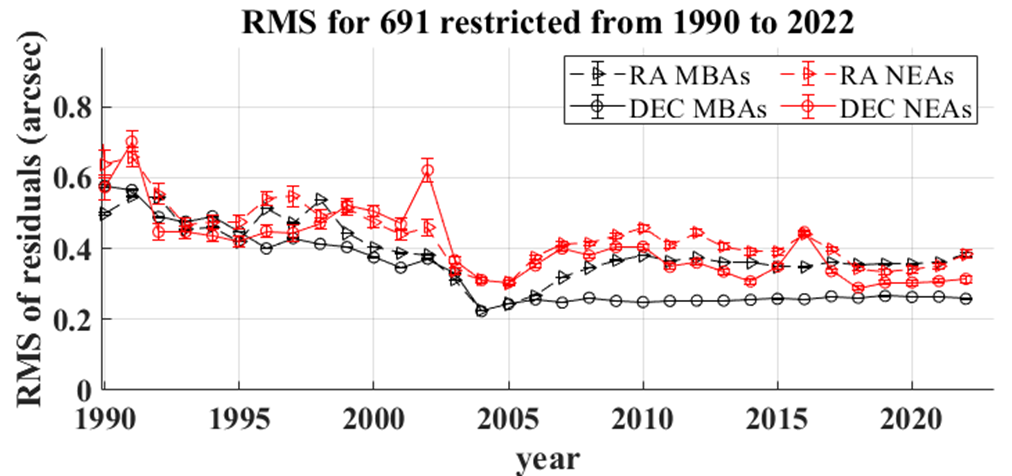 RMS for 691 restricted from 1990 to 2022
RMS of residuals (arcsec)
RA MBAs
RA NEAs
DEC MBAs
DEC NEAs
0.8
0.6
0.4
0.2
0
1990 1995 2000 2005 2010 2015 2020
year